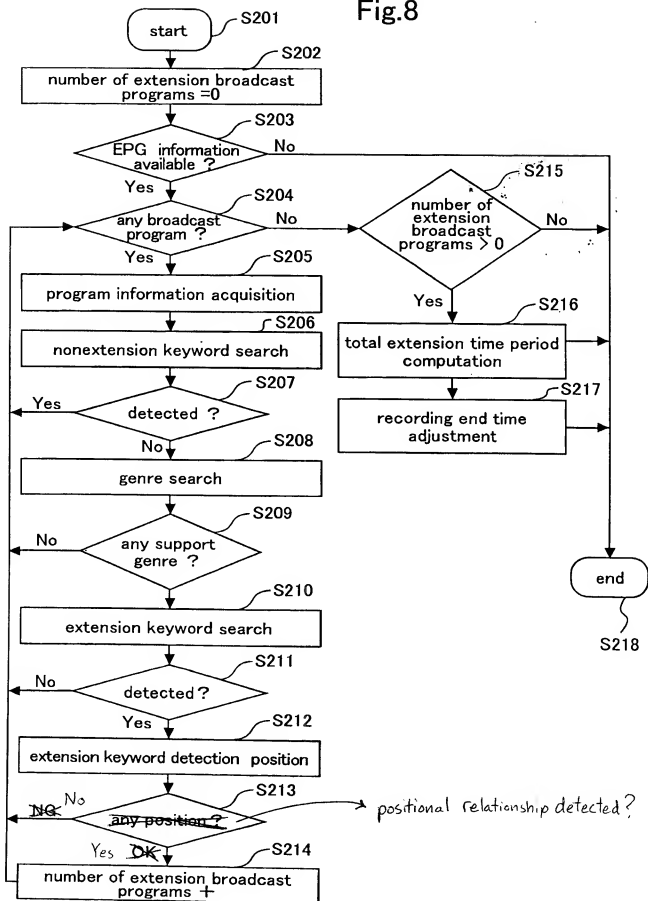 Fig.8
start
S201
S202
number of extension broadcast
programs =0
S203
EPG information
available ?
No
Yes
S204
any broadcast
program ?
No
Yes
S205
program information acquisition
S206
nonextension keyword search
S207
detected ?
Yes
No
S208
genre search
S209
any support
genre ?
No
S210
extension keyword search
S211
detected ?
No
Yes
S212
extension keyword detection position
S213
any position ?
NG No
positional relationship detected?
Yes OK
S214
number of extension broadcast
programs +
S215
number of
extension
broadcast
programs > 0
No
Yes
S216
total extension time period
computation
S217
recording end time
adjustment
end
S218